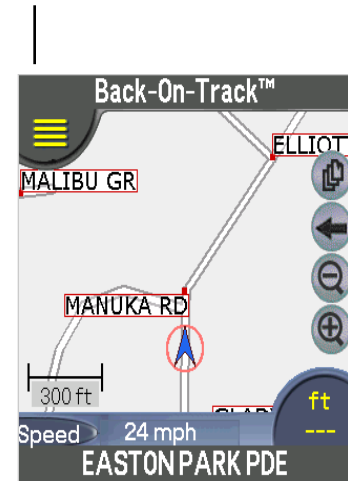 Back-On-Track™
ELLIOT
MALIBU GR
MANUKA RD
300 ft
ft
Speed 24 mph
---
EASTON PARK PDE